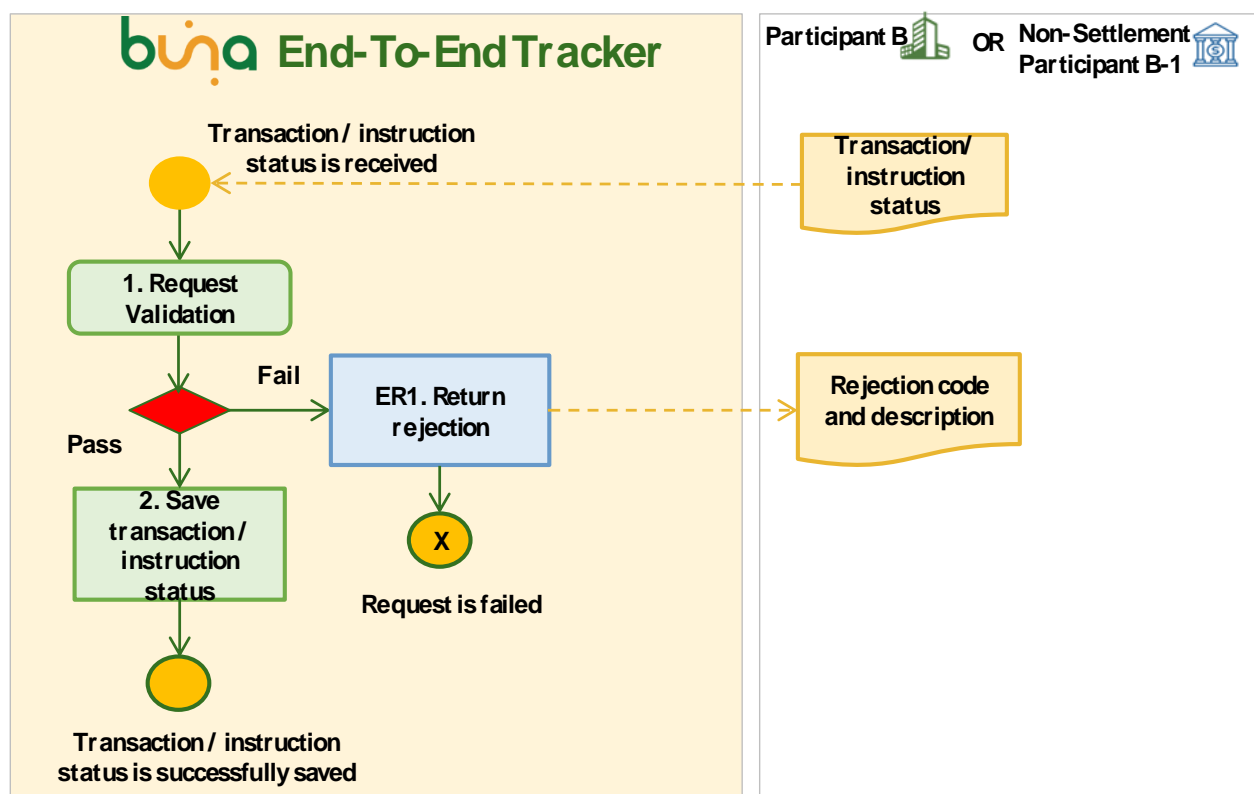 buna End-To-End Tracker
Participant B OR Non-Settlement
Participant B-1
Transaction / instruction
status is received
Transaction/
instruction
status
1. Request
Validation
Fail
Pass
ER1. Return
rejection
Rejection code
and description
2. Save
transaction /
instruction
status
X
Request is failed
Transaction / instruction
status is successfully saved